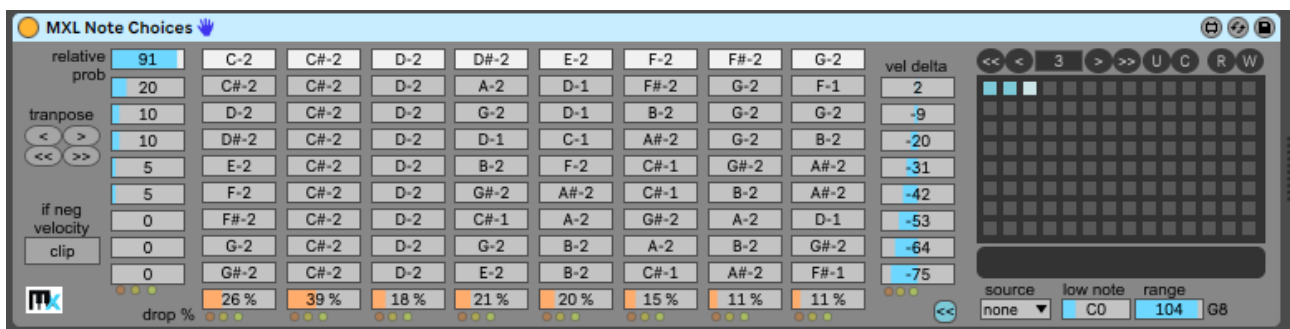 MXL Note Choices
relative prob 91 C-2 C#-2 D-2 D#-2 E-2 F-2 F#-2 G-2 vel delta << < 3 > >> U C R W
20 C#-2 C#-2 D-2 A-2 D-1 F#-2 G-2 F-1 2
tranpose 10 D-2 C#-2 D-2 G-2 D-1 B-2 G-2 G-2 -9
< > 10 D#-2 C#-2 D-2 D-1 C-1 A#-2 G-2 B-2 -20
<< >> 5 E-2 C#-2 D-2 B-2 F-2 C#-1 G#-2 A#-2 -31
5 F-2 C#-2 D-2 G#-2 A#-2 C#-1 B-2 A#-2 -42
if neg velocity 0 F#-2 C#-2 D-2 C#-1 A-2 G#-2 A-2 D-1 -53
clip 0 G-2 C#-2 D-2 G-2 B-2 A-2 B-2 G#-2 -64
0 G#-2 C#-2 D-2 E-2 B-2 C#-1 A#-2 F#-1 -75
mx drop % 26 % 39 % 18 % 21 % 20 % 15 % 11 % 11 % <<
source low note range
none C0 104 G8